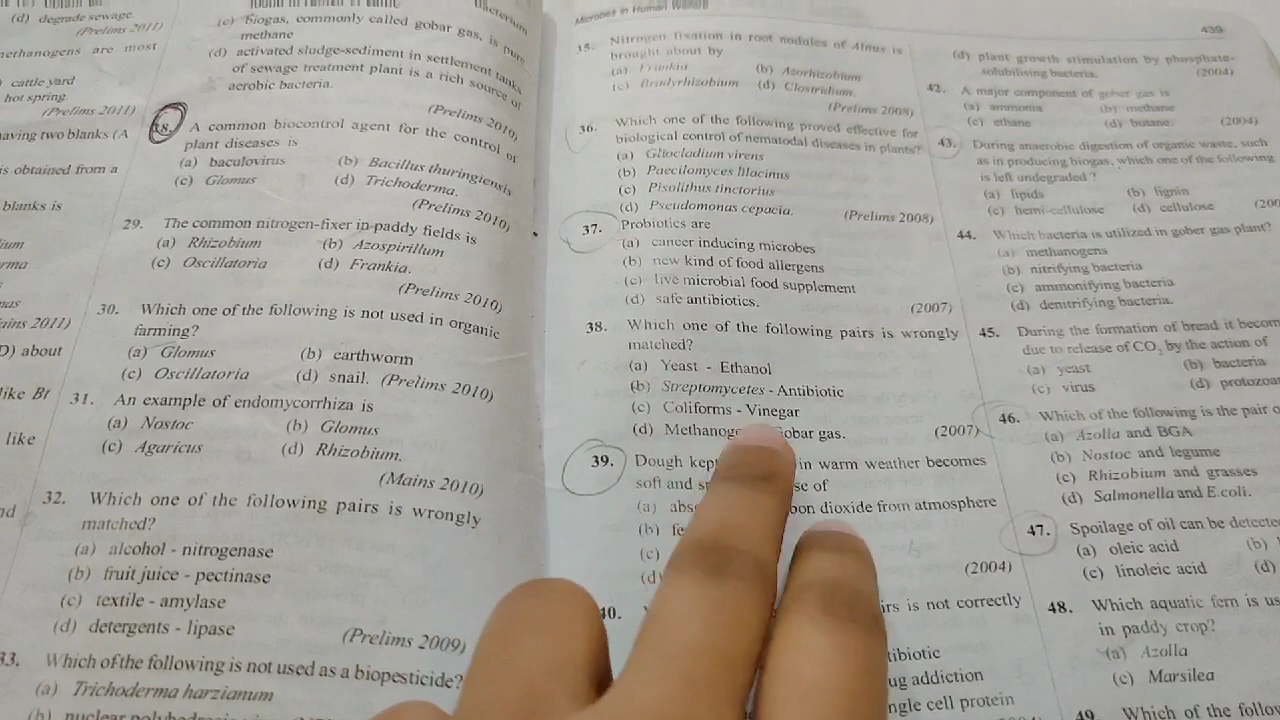 (d) degrade sewage
(Prelims 2011)
methanogens are most
cattle yard
hot spring.
(Prelims 2011)
having two blanks (A
is obtained from a
blanks is
ains 2011)
D) about
like Bt
like
Bacterium
(c) Biogas, commonly called gobar gas, is pure
methane
(d) activated sludge-sediment in settlement tanks
of sewage treatment plant is a rich source of
aerobic bacteria.
(Prelims 2010)
28. A common biocontrol agent for the control of
plant diseases is
(a) baculovirus (b) Bacillus thuringiensis
(c) Glomus (d) Trichoderma.
(Prelims 2010)
29. The common nitrogen-fixer in paddy fields is
(a) Rhizobium (b) Azospirillum
(c) Oscillatoria (d) Frankia.
(Prelims 2010)
30. Which one of the following is not used in organic
farming?
(a) Glomus (b) earthworm
(c) Oscillatoria (d) snail. (Prelims 2010)
31. An example of endomycorrhiza is
(a) Nostoc (b) Glomus
(c) Agaricus (d) Rhizobium.
(Mains 2010)
32. Which one of the following pairs is wrongly
matched?
(a) alcohol - nitrogenase
(b) fruit juice - pectinase
(c) textile - amylase
(d) detergents - lipase
(Prelims 2009)
33. Which of the following is not used as a biopesticide?
(a) Trichoderma harzianum
Microbes in Human Welfare
439
35. Nitrogen fixation in root nodules of Alnus is
brought about by
(a) Frankia (b) Azorhizobium
(c) Bradyrhizobium (d) Clostridium.
(Prelims 2008)
36. Which one of the following proved effective for
biological control of nematodal diseases in plants?
(a) Gliocladium virens
(b) Paecilomyces lilacinus
(c) Pisolithus tinctorius
(d) Pseudomonas cepacia.
(Prelims 2008)
37. Probiotics are
(a) cancer inducing microbes
(b) new kind of food allergens
(c) live microbial food supplement
(d) safe antibiotics.
(2007)
38. Which one of the following pairs is wrongly
matched?
(a) Yeast - Ethanol
(b) Streptomycetes - Antibiotic
(c) Coliforms - Vinegar
(d) Methanoge obar gas.
(2007)
39. Dough kep in warm weather becomes
soft and sp se of
(a) abs bon dioxide from atmosphere
(b) fe
(c)
(d)
(2004)
40. irs is not correctly
tibiotic
ug addiction
ngle cell protein
(d) plant growth stimulation by phosphate-
solubilising bacteria. (2004)
42. A major component of gober gas is
(a) ammonia (b) methane
(c) ethane (d) butane. (2004)
43. During anaerobic digestion of organic waste, such
as in producing biogas, which one of the following
is left undegraded ?
(a) lipids (b) lignin
(c) hemi-cellulose (d) cellulose (200
44. Which bacteria is utilized in gober gas plant?
(a) methanogens
(b) nitrifying bacteria
(c) ammonifying bacteria
(d) denitrifying bacteria.
45. During the formation of bread it becom
due to release of CO₂ by the action of
(a) yeast (b) bacteria
(c) virus (d) protozoa
46. Which of the following is the pair o
(a) Azolla and BGA
(b) Nostoc and legume
(c) Rhizobium and grasses
(d) Salmonella and E.coli.
47. Spoilage of oil can be detecte
(a) oleic acid (b)
(c) linoleic acid (d)
48. Which aquatic fern is us
in paddy crop?
(a) Azolla
(c) Marsilea
49. Which of the follow